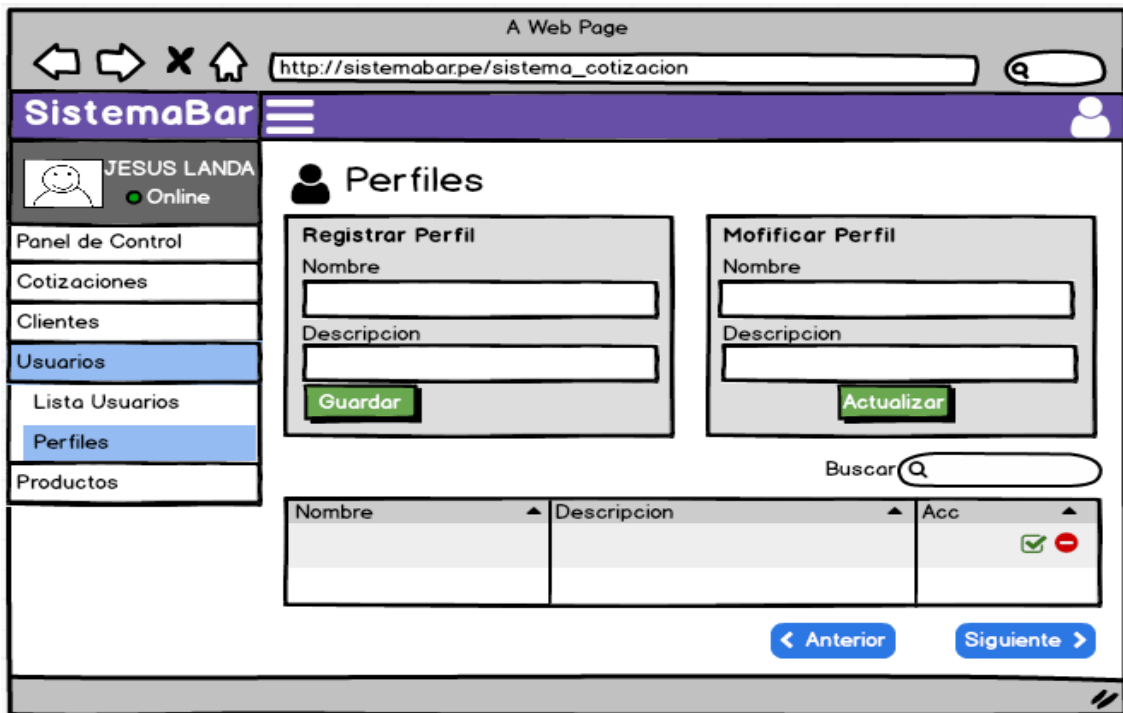 A Web Page
http://sistemabar.pe/sistema_cotizacion
SistemaBar
JESUS LANDA
Online
Panel de Control
Cotizaciones
Clientes
Usuarios
Lista Usuarios
Perfiles
Productos
Perfiles
Registrar Perfil
Nombre
Descripcion
Guardar
Mofificar Perfil
Nombre
Descripcion
Actualizar
Buscar
Nombre Descripcion Acc
Anterior
Siguiente